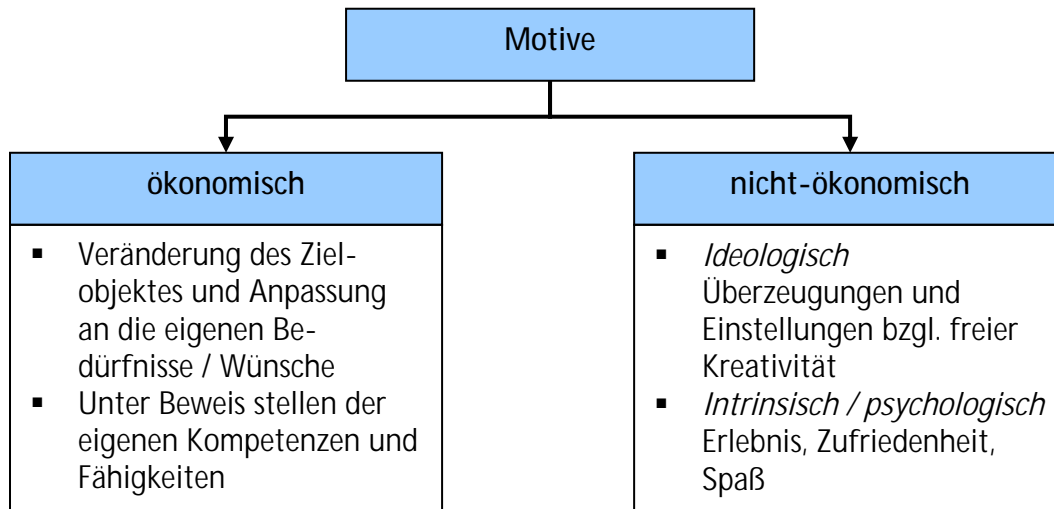 Motive
ökonomisch
▪ Veränderung des Ziel-
objektes und Anpassung
an die eigenen Be-
dürfnisse / Wünsche
▪ Unter Beweis stellen der
eigenen Kompetenzen und
Fähigkeiten
nicht-ökonomisch
▪ Ideologisch
Überzeugungen und
Einstellungen bzgl. freier
Kreativität
▪ Intrinsisch / psychologisch
Erlebnis, Zufriedenheit,
Spaß